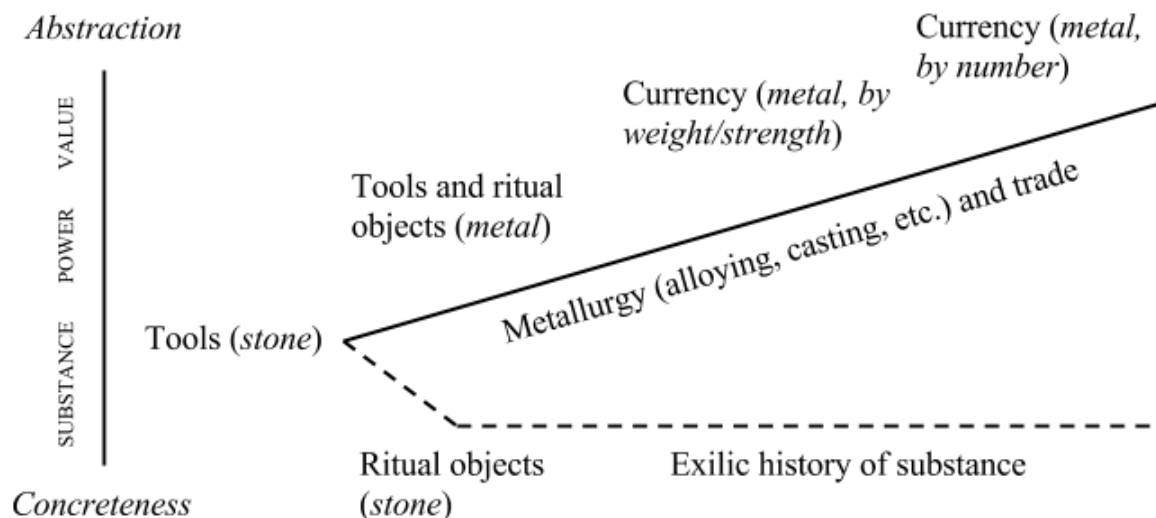 Abstraction
Currency (metal,
by number)
Currency (metal, by
weight/strength)
VALUE
Tools and ritual
objects (metal)
POWER
Metallurgy (alloying, casting, etc.) and trade
Tools (stone)
SUBSTANCE
Ritual objects
(stone)
Exilic history of substance
Concreteness